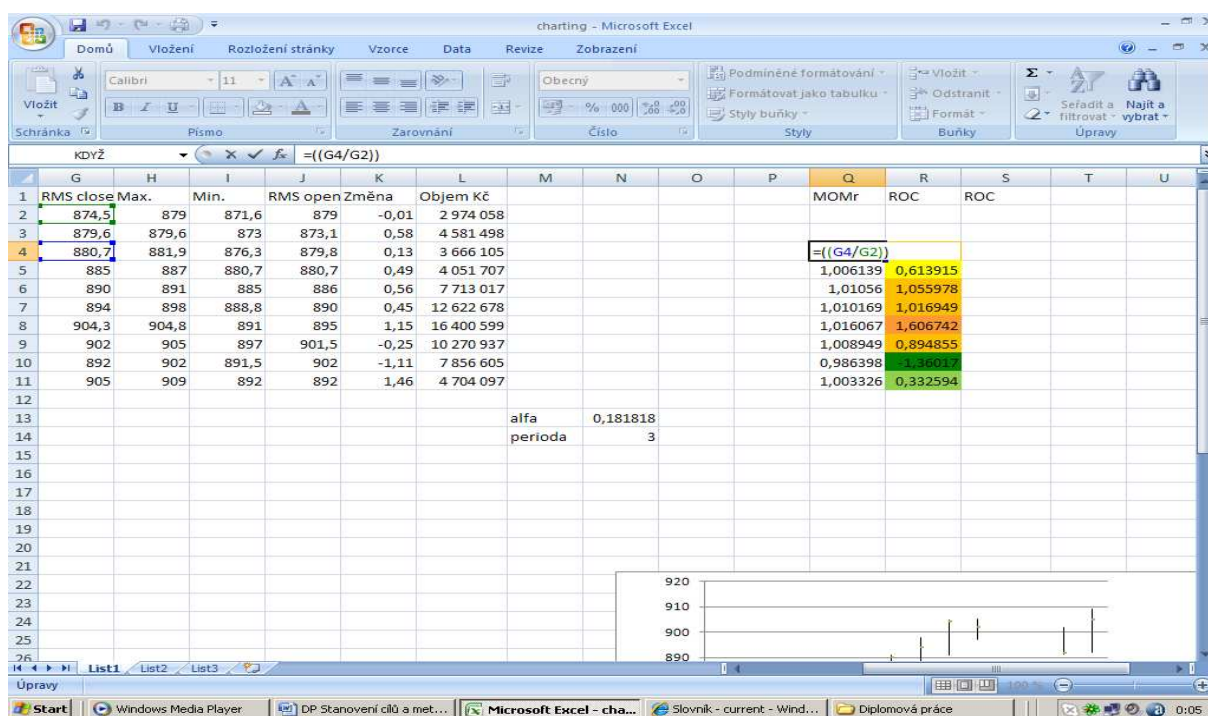 charting - Microsoft Excel
Domů Vložení Rozložení stránky Vzorce Data Revize Zobrazení
Vložit
Calibri 11 A A
B I U A
Obecný
% 000
Podmíněné formátování
Formátovat jako tabulku
Styly buňky
Vložit
Odstranit
Formát
Σ
Seřadit a filtrovat
Najít a vybrat
Schránka Písmo Zarovnání Číslo Styly Buňky Úpravy
KDYŽ fx =((G4/G2))
G H I J K L M N O P Q R S T U
1 RMS close Max. Min. RMS open Změna Objem Kč MOMr ROC ROC
2 874,5 879 871,6 879 -0,01 2 974 058
3 879,6 879,6 873 873,1 0,58 4 581 498
4 880,7 881,9 876,3 879,8 0,13 3 666 105 =((G4/G2))
5 885 887 880,7 880,7 0,49 4 051 707 1,006139 0,613915
6 890 891 885 886 0,56 7 713 017 1,01056 1,055978
7 894 898 888,8 890 0,45 12 622 678 1,010169 1,016949
8 904,3 904,8 891 895 1,15 16 400 599 1,016067 1,606742
9 902 905 897 901,5 -0,25 10 270 937 1,008949 0,894855
10 892 902 891,5 902 -1,11 7 856 605 0,986398 -1,36017
11 905 909 892 892 1,46 4 704 097 1,003326 0,332594
12
13 alfa 0,181818
14 perioda 3
15
16
17
18
19
20
21
22 920
23 910
24
25 900
26 890
List1 List2 List3
Úpravy 100 %
Start Windows Media Player DP Stanovení cílů a met... Microsoft Excel - cha... Slovník - current - Wind... Diplomová práce 0:05